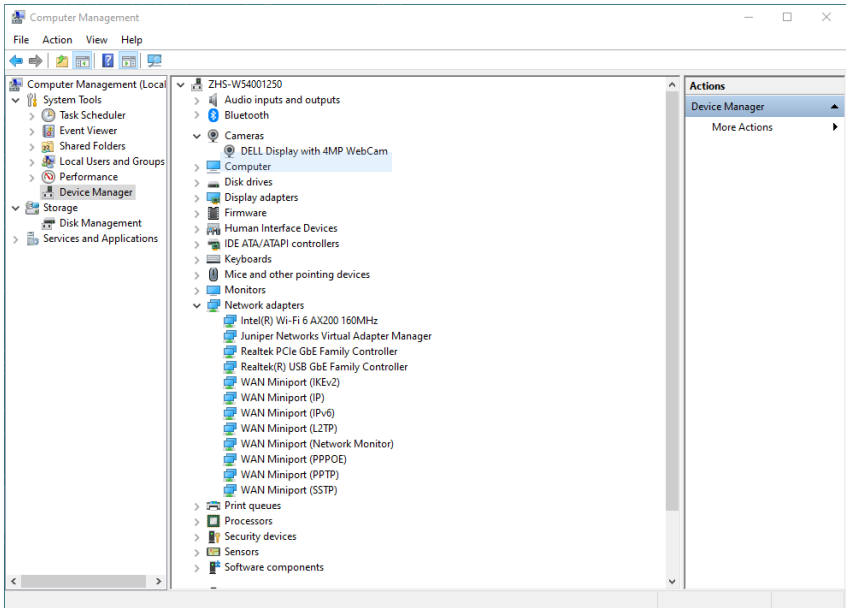 Computer Management
File Action View Help
Computer Management (Local
System Tools
Task Scheduler
Event Viewer
Shared Folders
Local Users and Groups
Performance
Device Manager
Storage
Disk Management
Services and Applications
ZHS-W54001250
Audio inputs and outputs
Bluetooth
Cameras
DELL Display with 4MP WebCam
Computer
Disk drives
Display adapters
Firmware
Human Interface Devices
IDE ATA/ATAPI controllers
Keyboards
Mice and other pointing devices
Monitors
Network adapters
Intel(R) Wi-Fi 6 AX200 160MHz
Juniper Networks Virtual Adapter Manager
Realtek PCIe GbE Family Controller
Realtek(R) USB GbE Family Controller
WAN Miniport (IKEv2)
WAN Miniport (IP)
WAN Miniport (IPv6)
WAN Miniport (L2TP)
WAN Miniport (Network Monitor)
WAN Miniport (PPPOE)
WAN Miniport (PPTP)
WAN Miniport (SSTP)
Print queues
Processors
Security devices
Sensors
Software components
Actions
Device Manager
More Actions